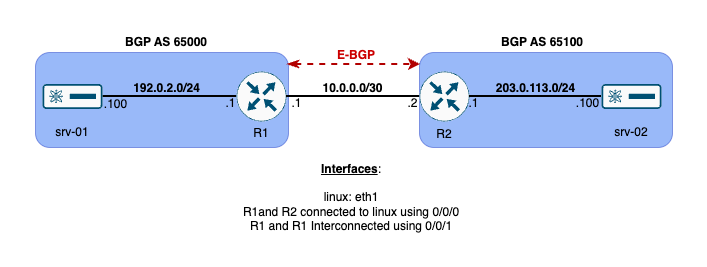 BGP AS 65000
BGP AS 65100
E-BGP
192.0.2.0/24
10.0.0.0/30
203.0.113.0/24
.100
.1
.1
.2
.1
.100
srv-01
R1
R2
srv-02
Interfaces:
linux: eth1
R1and R2 connected to linux using 0/0/0
R1 and R1 Interconnected using 0/0/1